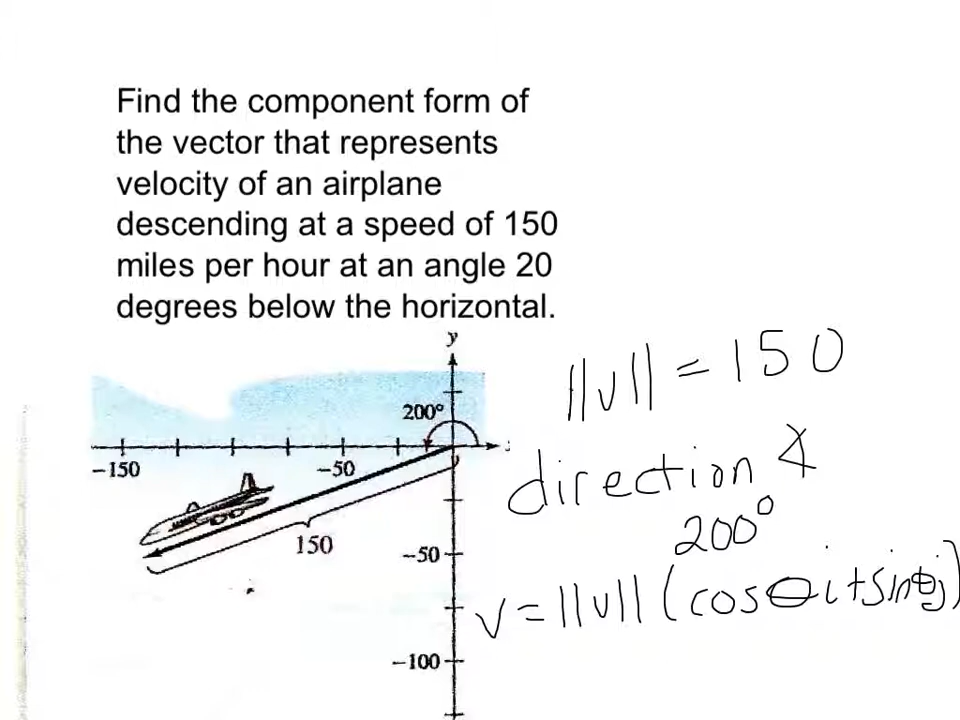 Find the component form of
the vector that represents
velocity of an airplane
descending at a speed of 150
miles per hour at an angle 20
degrees below the horizontal.
y
||v|| = 150
200°
-150
-50
direction ∡
200°
150
-50
v = ||v|| (cosθi+sinθj)
-100